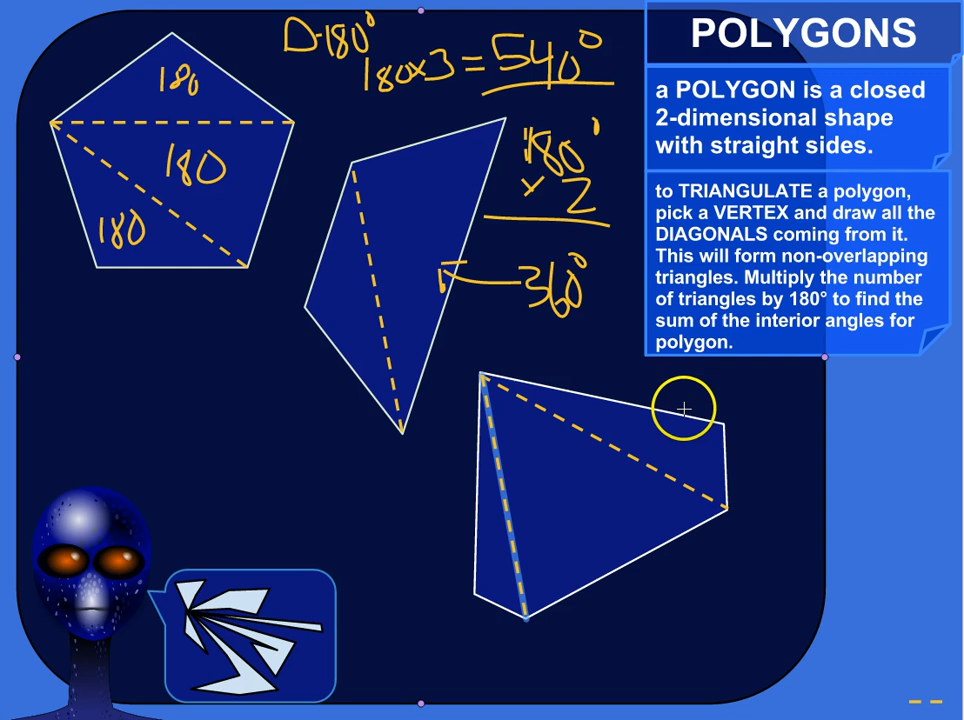 D·180°
180x3 = 540°
180
180
180
180°
x 2
360°
POLYGONS
a POLYGON is a closed
2-dimensional shape
with straight sides.
to TRIANGULATE a polygon,
pick a VERTEX and draw all the
DIAGONALS coming from it.
This will form non-overlapping
triangles. Multiply the number
of triangles by 180° to find the
sum of the interior angles for
polygon.